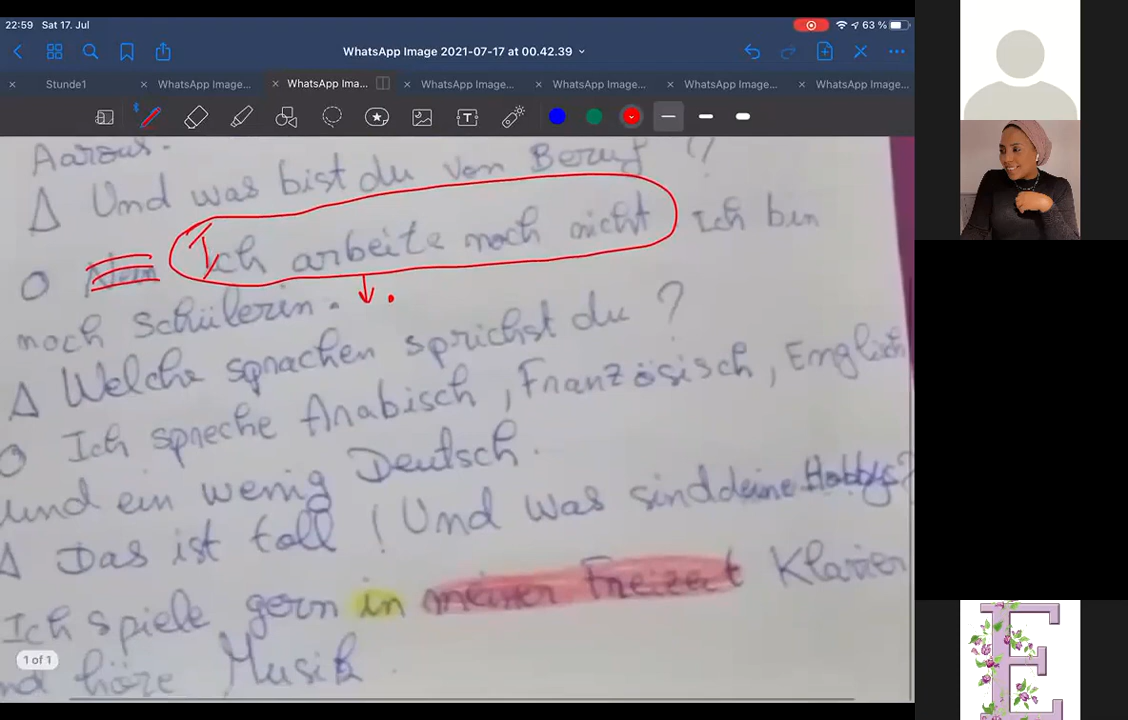 22:59 Sat 17. Jul 63 %
WhatsApp Image 2021-07-17 at 00.42.39
Stunde1 WhatsApp Image... WhatsApp Ima... WhatsApp Image... WhatsApp Image... WhatsApp Image... WhatsApp Image...
Δ Und was bist du von Beruf ??
O Nein Ich arbeite noch nicht Ich bin
noch Schülerin.
Δ Welche sprachen sprichst du ?
O Ich spreche Arabisch, Französisch, Englisch
und ein wenig Deutsch.
Δ Das ist toll ! Und was sind deine Hobbys?
Ich spiele gern in meiner Freizeit Klavier
und höre Musik.
1 of 1
E